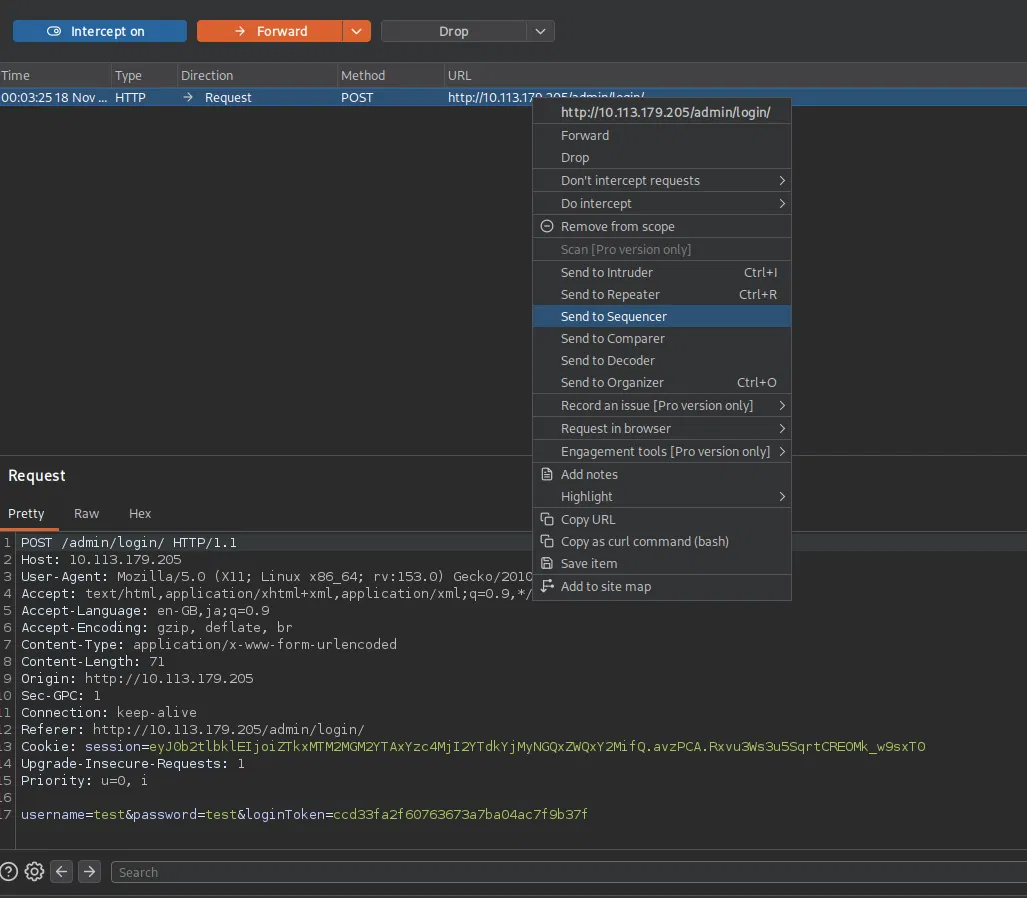 Intercept on
Forward
Drop
Time Type Direction Method URL
00:03:25 18 Nov ... HTTP Request POST http://10.113.179.205/admin/login/
http://10.113.179.205/admin/login/
Forward
Drop
Don't intercept requests
Do intercept
Remove from scope
Scan [Pro version only]
Send to Intruder Ctrl+I
Send to Repeater Ctrl+R
Send to Sequencer
Send to Comparer
Send to Decoder
Send to Organizer Ctrl+O
Record an issue [Pro version only]
Request in browser
Engagement tools [Pro version only]
Add notes
Highlight
Copy URL
Copy as curl command (bash)
Save item
Add to site map
Request
Pretty Raw Hex
1 POST /admin/login/ HTTP/1.1
2 Host: 10.113.179.205
3 User-Agent: Mozilla/5.0 (X11; Linux x86_64; rv:153.0) Gecko/2010
4 Accept: text/html,application/xhtml+xml,application/xml;q=0.9,*/
5 Accept-Language: en-GB,ja;q=0.9
6 Accept-Encoding: gzip, deflate, br
7 Content-Type: application/x-www-form-urlencoded
8 Content-Length: 71
9 Origin: http://10.113.179.205
10 Sec-GPC: 1
11 Connection: keep-alive
12 Referer: http://10.113.179.205/admin/login/
13 Cookie: session=eyJ0b2tlbklEIjoiZTkxMTM2MGM2YTAxYzc4MjI2YTdkYjMyNGQxZWQxY2MifQ.avzPCA.Rxvu3Ws3u5SqrtCREOMk_w9sxT0
14 Upgrade-Insecure-Requests: 1
15 Priority: u=0, i
16
17 username=test&password=test&loginToken=ccd33fa2f60763673a7ba04ac7f9b37f
Search